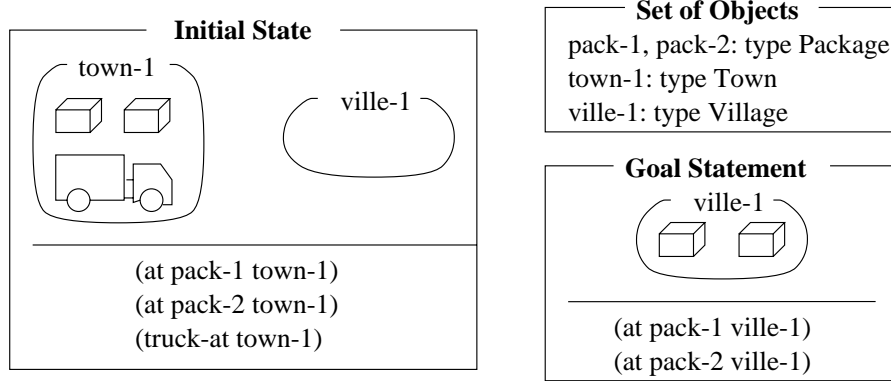 Initial State
town-1
ville-1
(at pack-1 town-1)
(at pack-2 town-1)
(truck-at town-1)
Set of Objects
pack-1, pack-2: type Package
town-1: type Town
ville-1: type Village
Goal Statement
ville-1
(at pack-1 ville-1)
(at pack-2 ville-1)